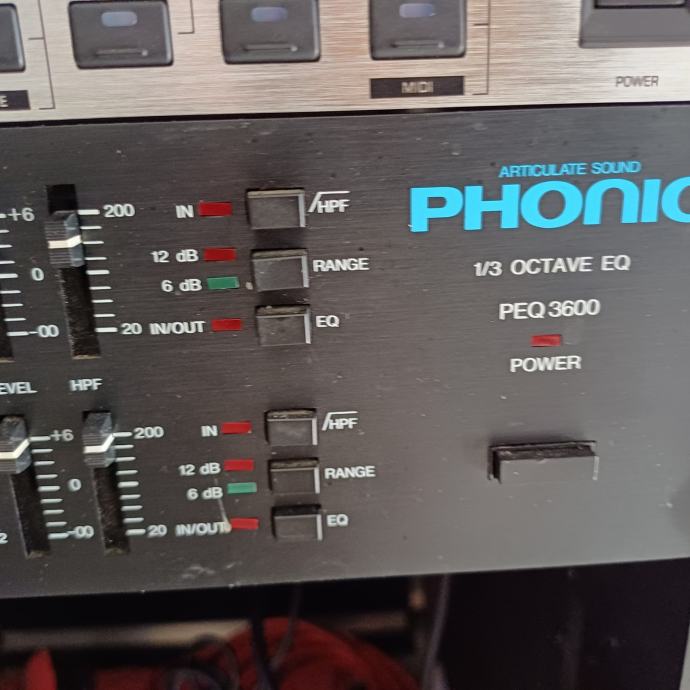 E
MIDI
POWER
ARTICULATE SOUND
PHONIC
1/3 OCTAVE EQ
PEQ 3600
POWER
+6
0
-00
200
20
IN
HPF
12 dB
RANGE
6 dB
IN/OUT
EQ
EVEL
HPF
+6
0
-00
2
200
20
IN
HPF
12 dB
RANGE
6 dB
IN/OUT
EQ